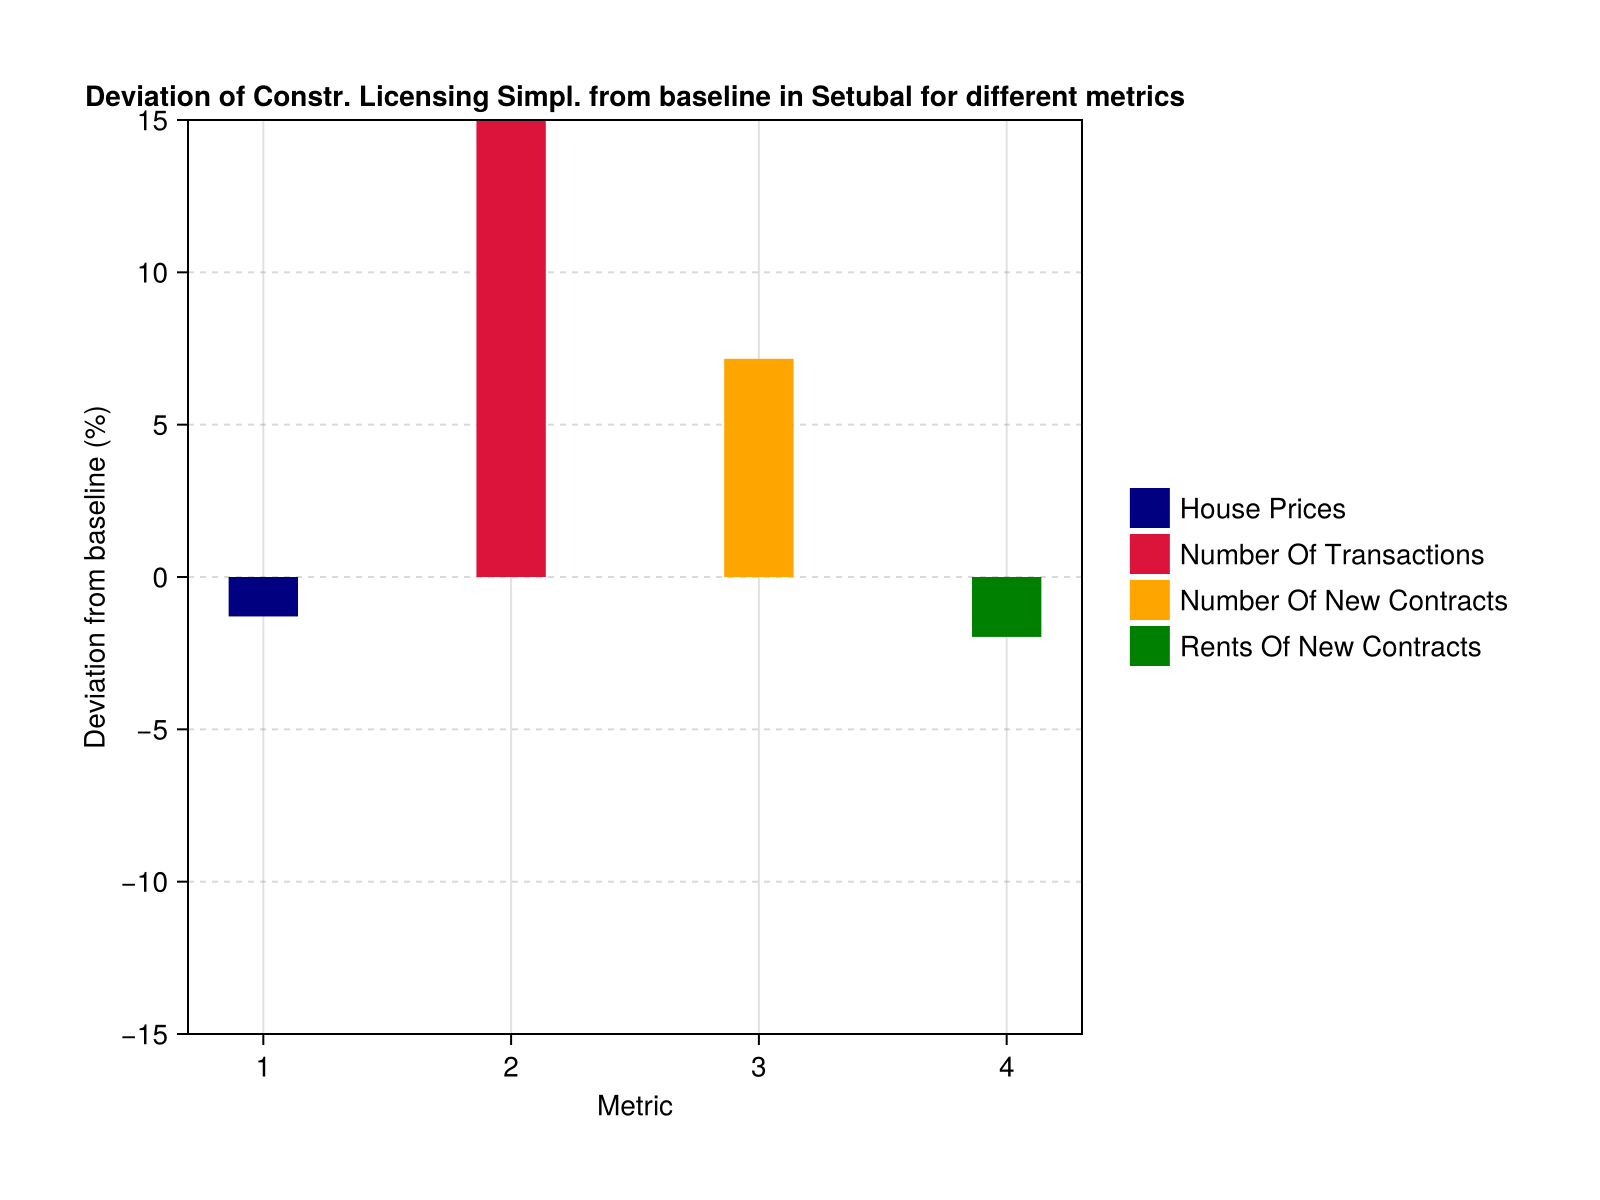 Deviation of Constr. Licensing Simpl. from baseline in Setubal for different metrics
15
10
5
0
−5
−10
−15
Deviation from baseline (%)
1 2 3 4
Metric
House Prices
Number Of Transactions
Number Of New Contracts
Rents Of New Contracts